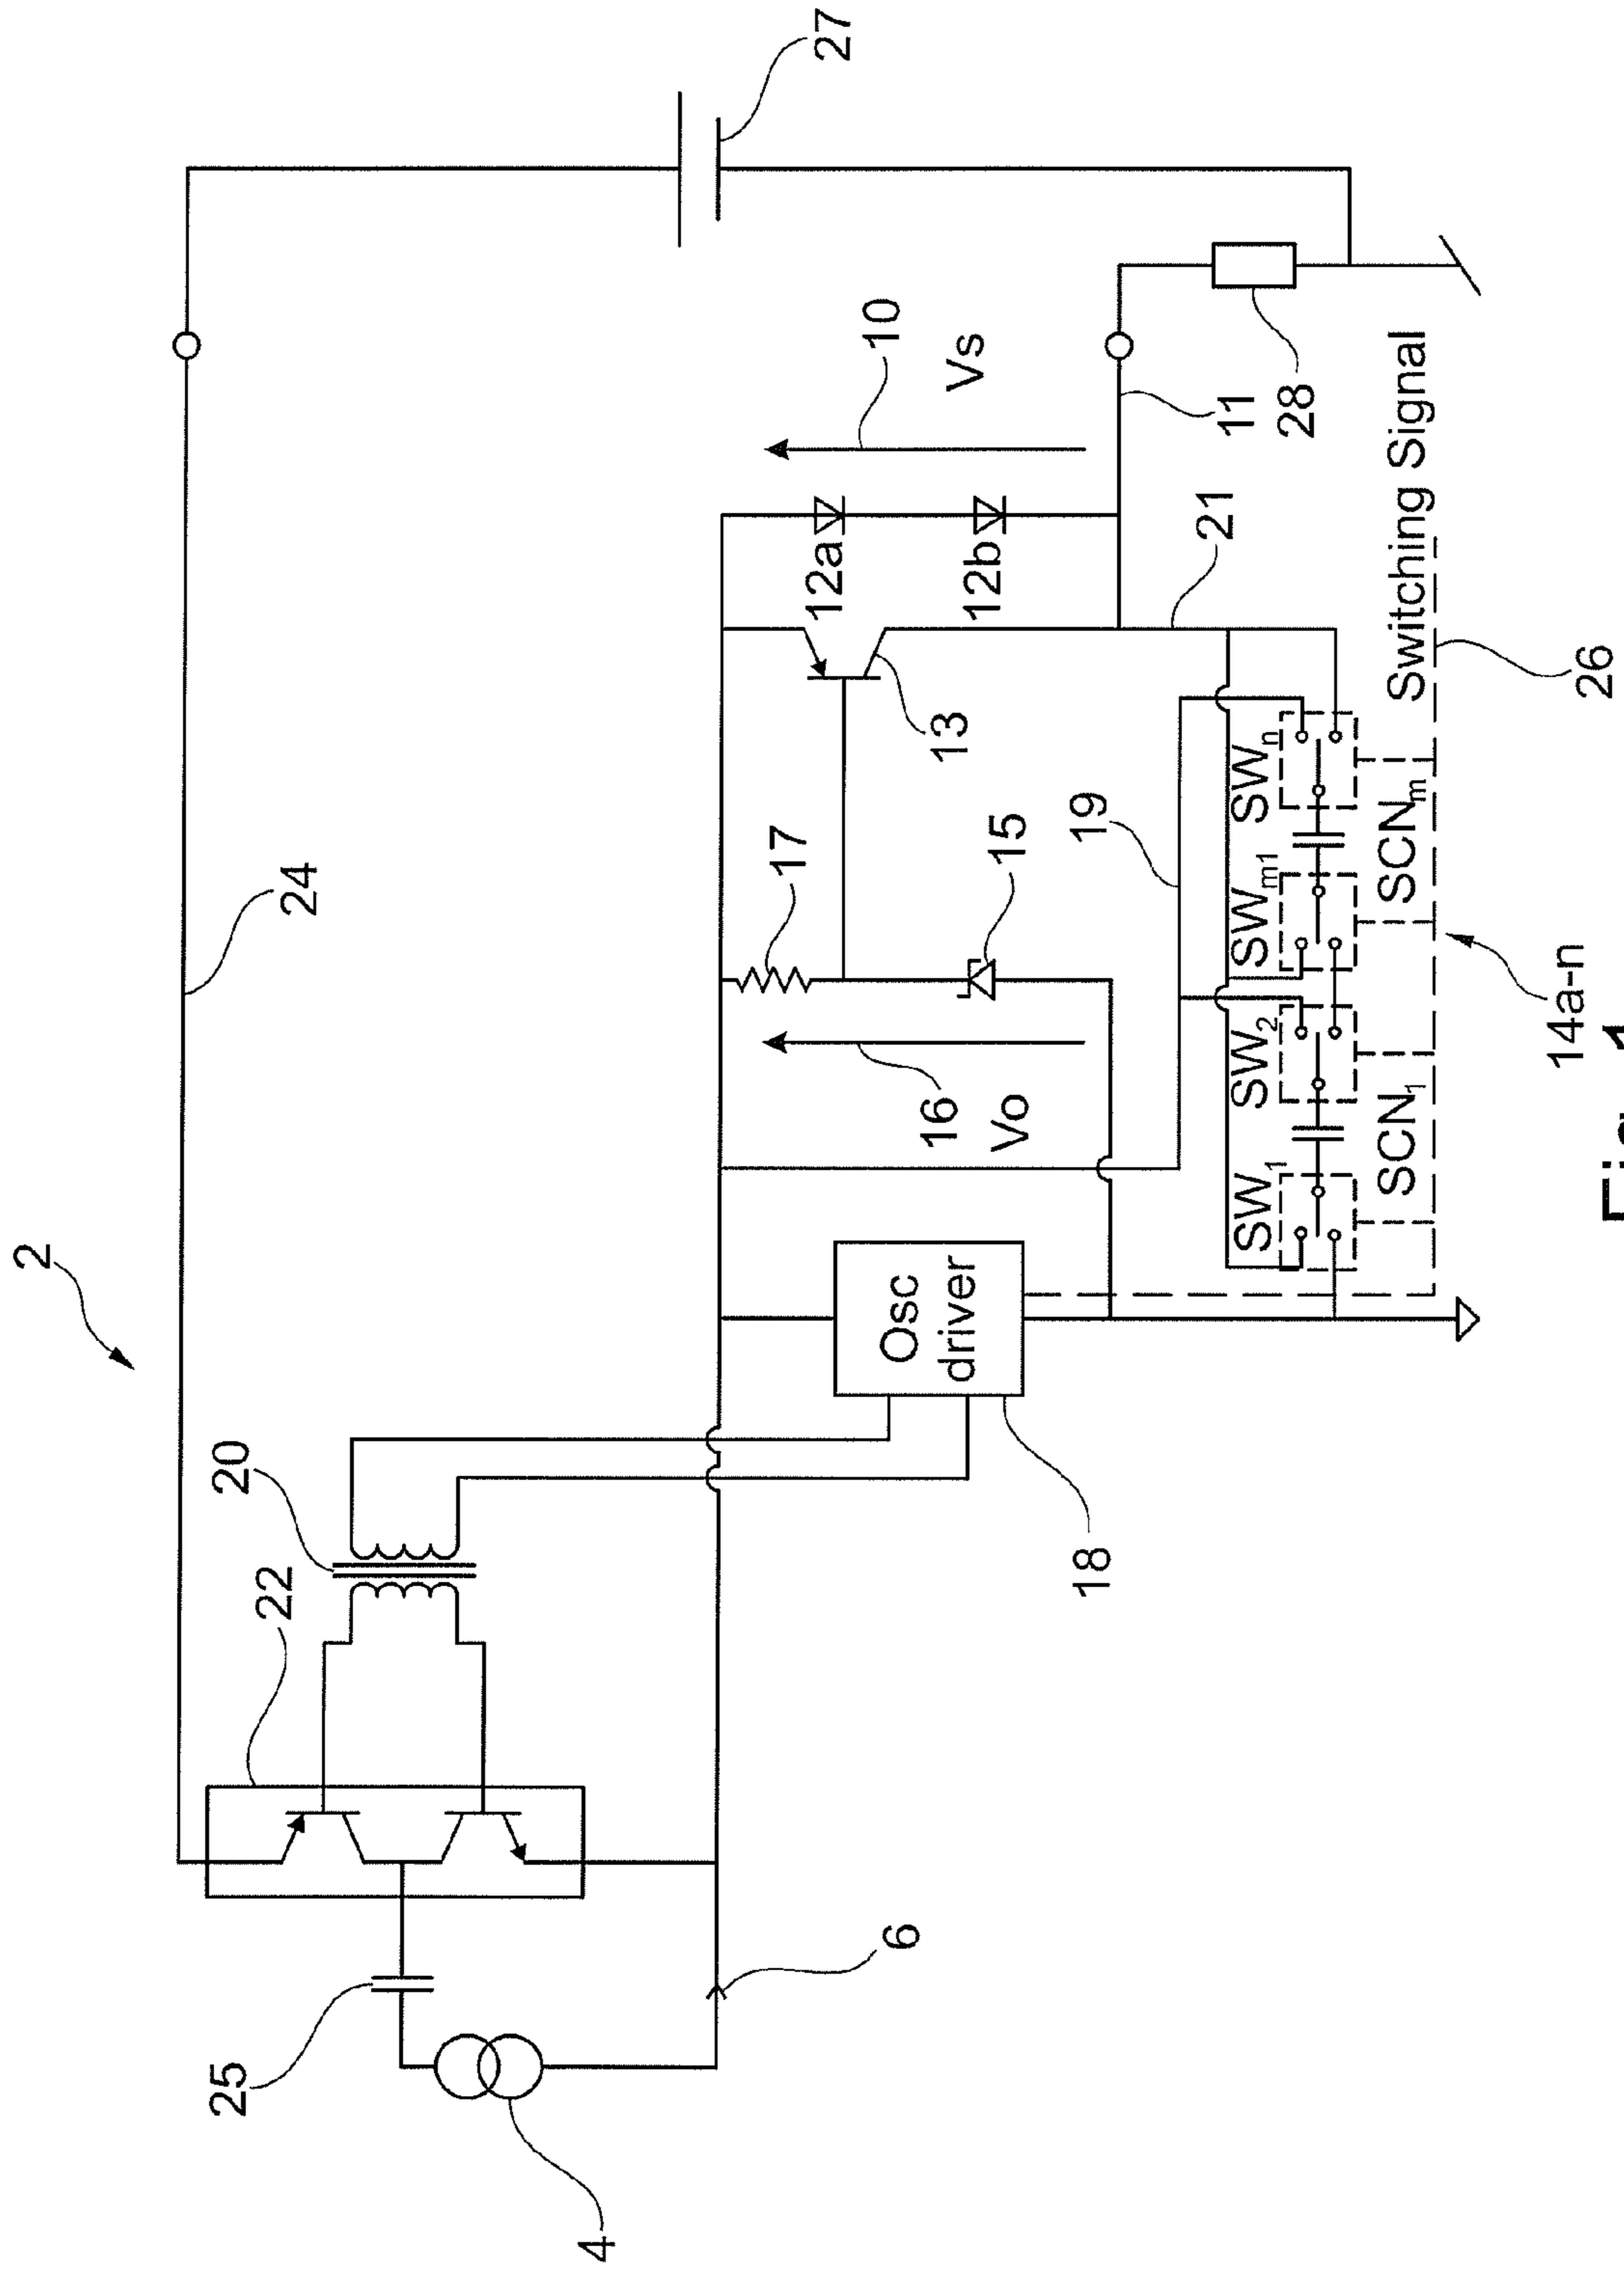 2
24
27
20
22
25
4
6
18
Osc
driver
16
Vo
17
15
13
12a
12b
10
Vs
11
28
21
19
SW1
SW2
SWm1
SWn
SCN1
SCNm
Switching Signal
26
14a-n